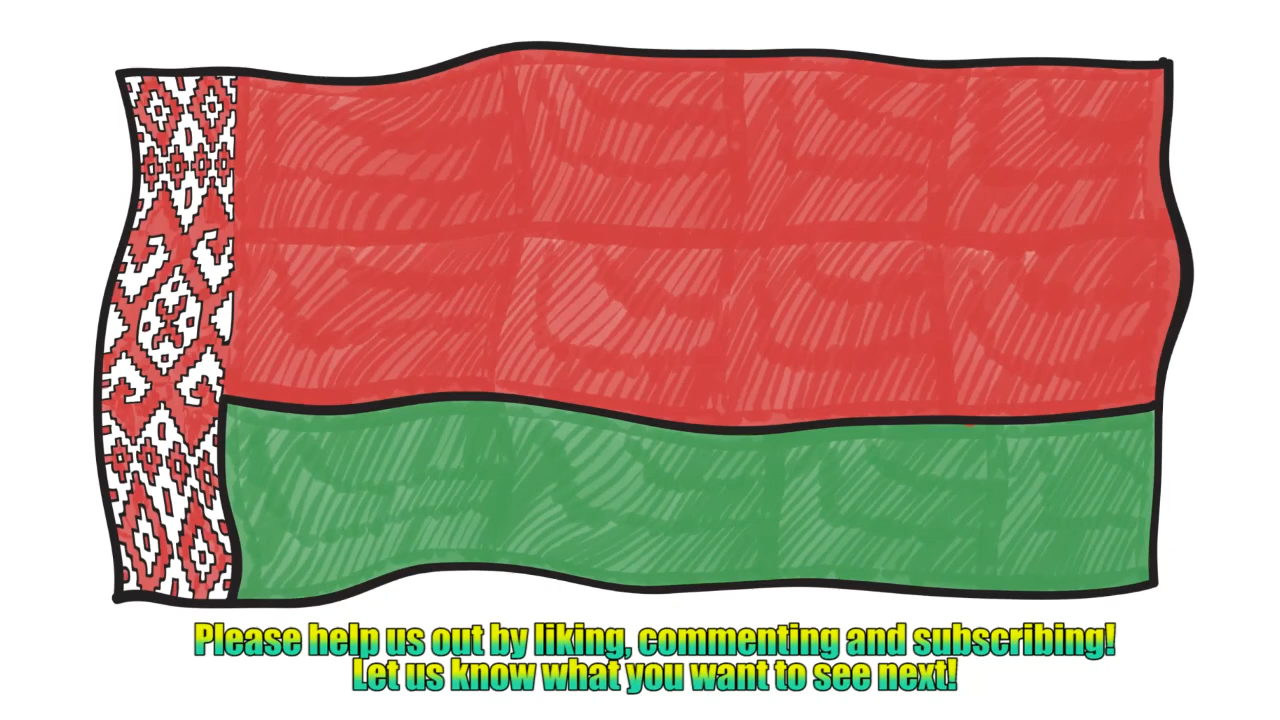 Please help us out by liking, commenting and subscribing!
Let us know what you want to see next!